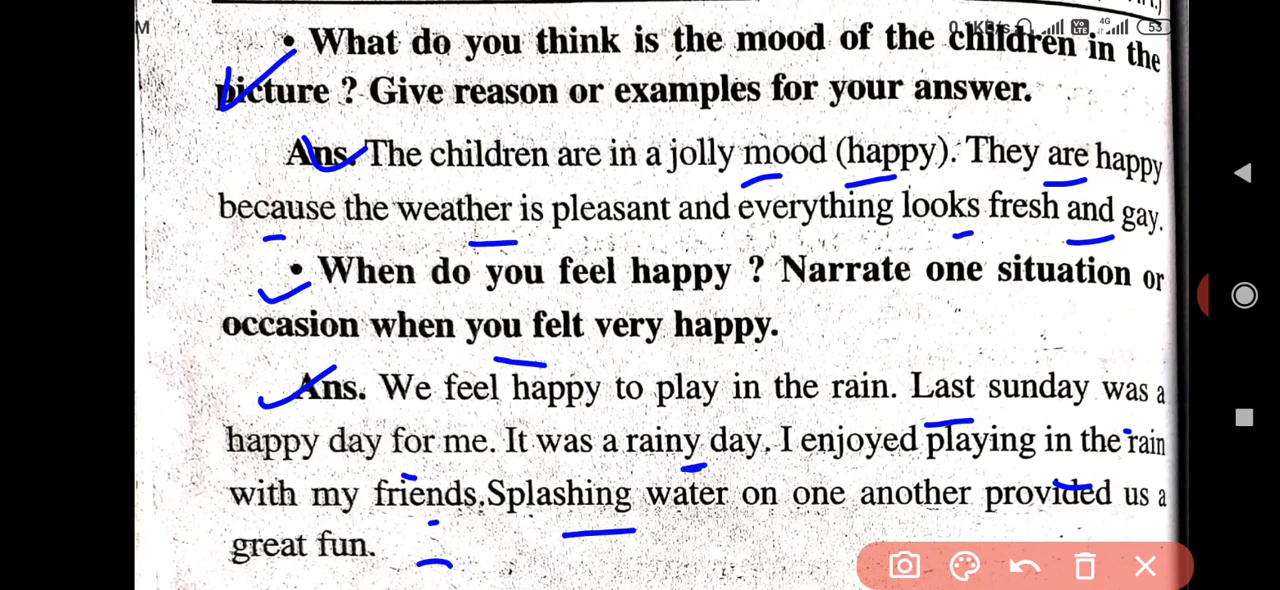 • What do you think is the mood of the children in the
picture ? Give reason or examples for your answer.
Ans. The children are in a jolly mood (happy). They are happy
because the weather is pleasant and everything looks fresh and gay.
• When do you feel happy ? Narrate one situation or
occasion when you felt very happy.
Ans. We feel happy to play in the rain. Last sunday was a
happy day for me. It was a rainy day. I enjoyed playing in the rain
with my friends.Splashing water on one another provided us a
great fun.